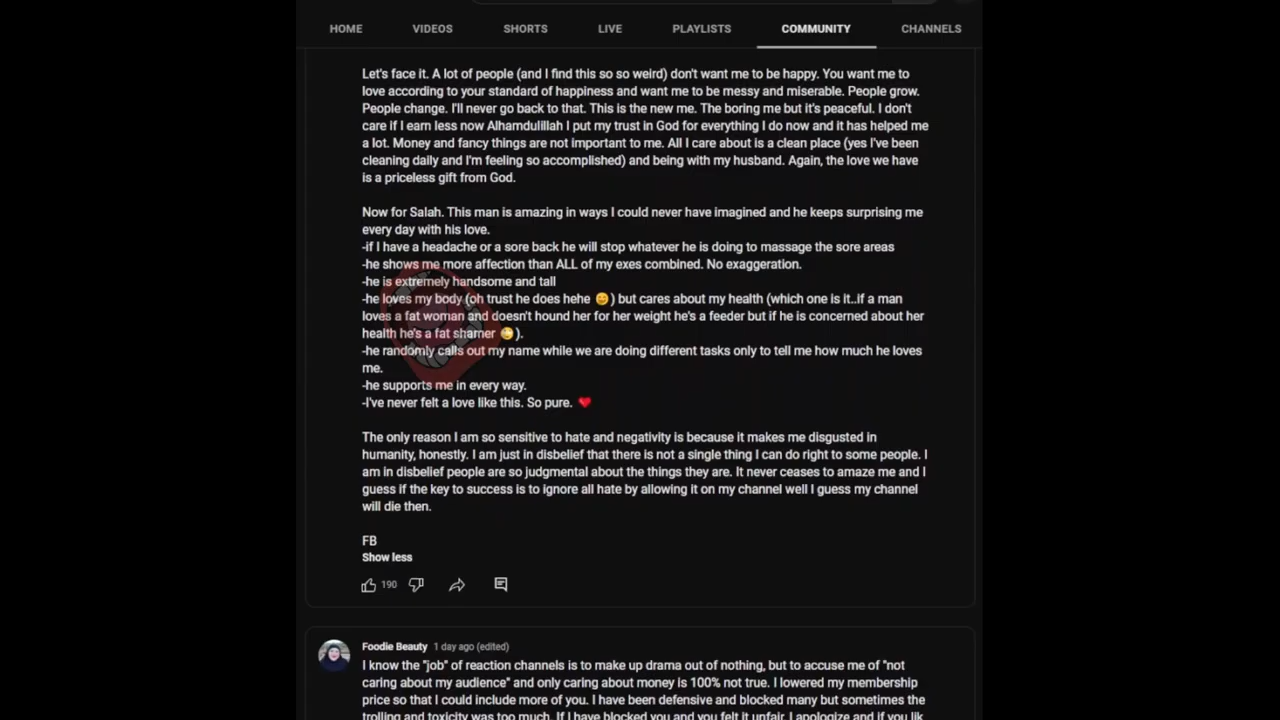 HOME VIDEOS SHORTS LIVE PLAYLISTS COMMUNITY CHANNELS
Let's face it. A lot of people (and I find this so so weird) don't want me to be happy. You want me to
love according to your standard of happiness and want me to be messy and miserable. People grow.
People change. I'll never go back to that. This is the new me. The boring me but it's peaceful. I don't
care if I earn less now Alhamdulillah I put my trust in God for everything I do now and it has helped me
a lot. Money and fancy things are not important to me. All I care about is a clean place (yes I've been
cleaning daily and I'm feeling so accomplished) and being with my husband. Again, the love we have
is a priceless gift from God.
Now for Salah. This man is amazing in ways I could never have imagined and he keeps surprising me
every day with his love.
-if I have a headache or a sore back he will stop whatever he is doing to massage the sore areas
-he shows me more affection than ALL of my exes combined. No exaggeration.
-he is extremely handsome and tall
-he loves my body (oh trust he does hehe 😊) but cares about my health (which one is it..if a man
loves a fat woman and doesn't hound her for her weight he's a feeder but if he is concerned about her
health he's a fat shamer 🙄).
-he randomly calls out my name while we are doing different tasks only to tell me how much he loves
me.
-he supports me in every way.
-I've never felt a love like this. So pure. ❤️
The only reason I am so sensitive to hate and negativity is because it makes me disgusted in
humanity, honestly. I am just in disbelief that there is not a single thing I can do right to some people. I
am in disbelief people are so judgmental about the things they are. It never ceases to amaze me and I
guess if the key to success is to ignore all hate by allowing it on my channel well I guess my channel
will die then.
FB
Show less
190
Foodie Beauty 1 day ago (edited)
I know the "job" of reaction channels is to make up drama out of nothing, but to accuse me of "not
caring about my audience" and only caring about money is 100% not true. I lowered my membership
price so that I could include more of you. I have been defensive and blocked many but sometimes the
trolling and toxicity was too much. If I have blocked you and you felt it unfair, I apologize and if you lik